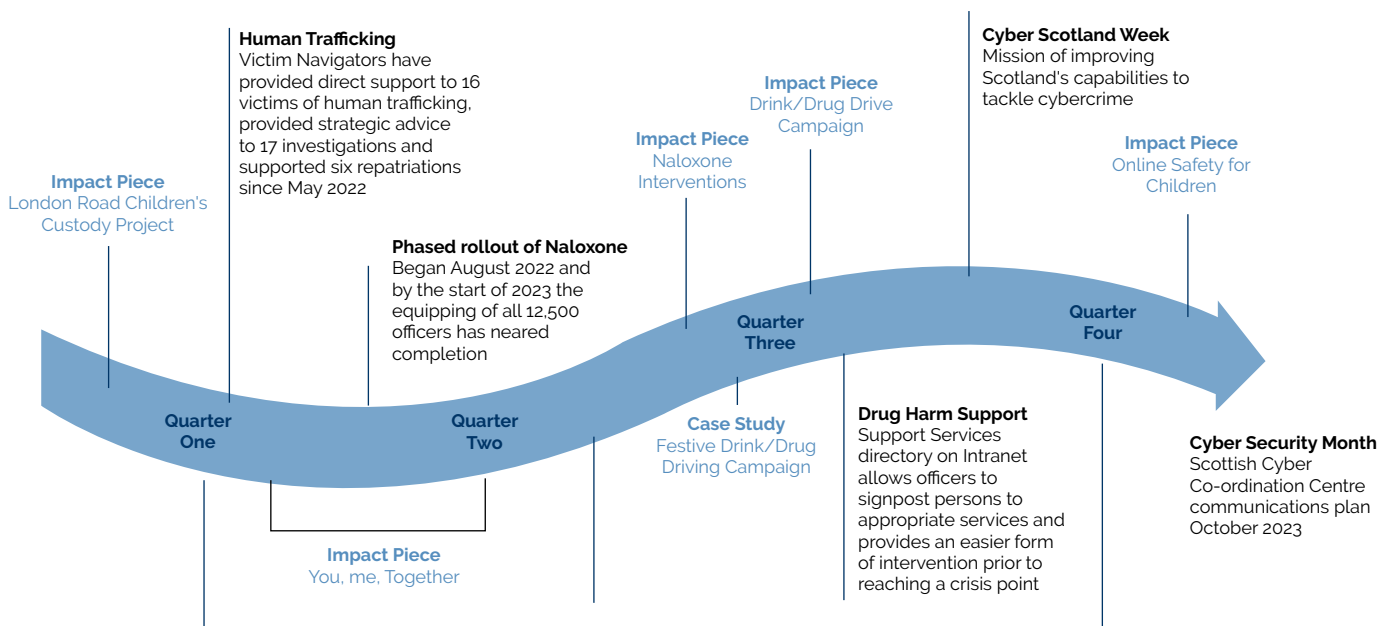 Impact Piece
London Road Children's
Custody Project
Human Trafficking
Victim Navigators have
provided direct support to 16
victims of human trafficking,
provided strategic advice
to 17 investigations and
supported six repatriations
since May 2022
Phased rollout of Naloxone
Began August 2022 and
by the start of 2023 the
equipping of all 12,500
officers has neared
completion
Impact Piece
Naloxone
Interventions
Impact Piece
Drink/Drug Drive
Campaign
Cyber Scotland Week
Mission of improving
Scotland's capabilities to
tackle cybercrime
Impact Piece
Online Safety for
Children
Quarter
One
Quarter
Two
Quarter
Three
Quarter
Four
Impact Piece
You, me, Together
Case Study
Festive Drink/Drug
Driving Campaign
Drug Harm Support
Support Services
directory on Intranet
allows officers to
signpost persons to
appropriate services and
provides an easier form
of intervention prior to
reaching a crisis point
Cyber Security Month
Scottish Cyber
Co-ordination Centre
communications plan
October 2023